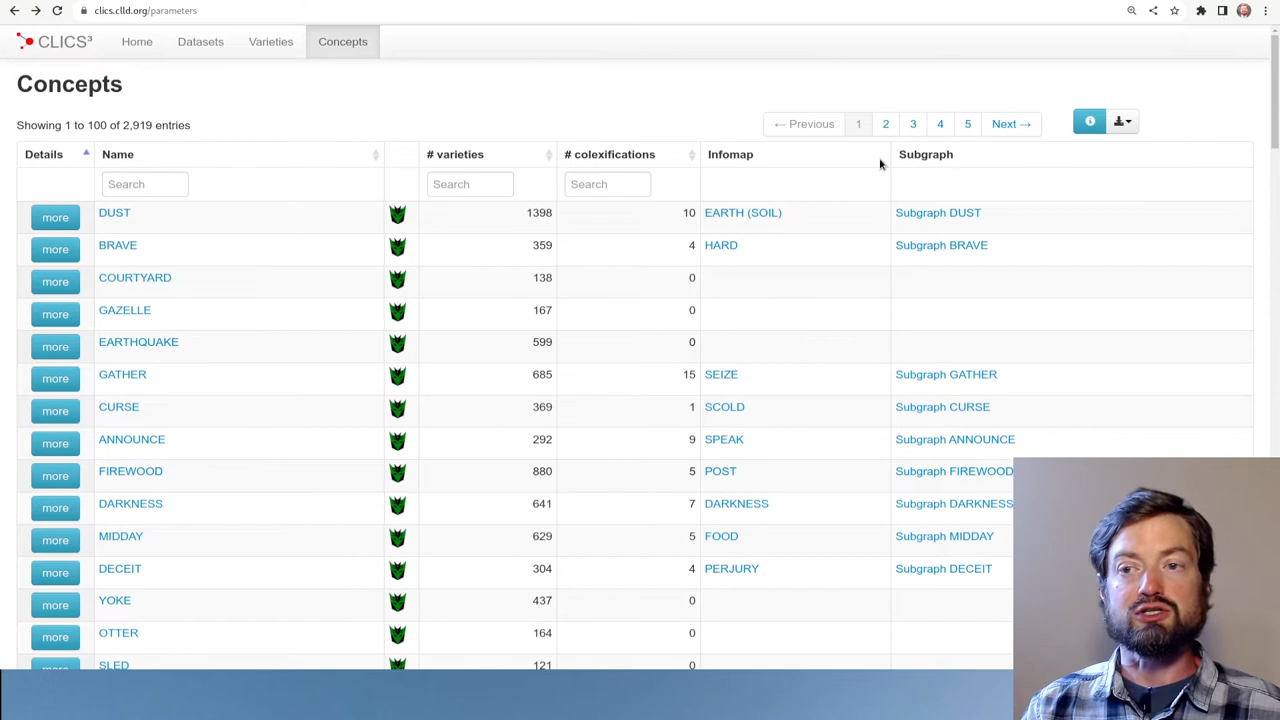 clics.clld.org/parameters
CLICS³ Home Datasets Varieties Concepts
Concepts
Showing 1 to 100 of 2,919 entries
← Previous 1 2 3 4 5 Next →
Details Name # varieties # colexifications Infomap Subgraph
Search Search Search
more DUST 1398 10 EARTH (SOIL) Subgraph DUST
more BRAVE 359 4 HARD Subgraph BRAVE
more COURTYARD 138 0
more GAZELLE 167 0
more EARTHQUAKE 599 0
more GATHER 685 15 SEIZE Subgraph GATHER
more CURSE 369 1 SCOLD Subgraph CURSE
more ANNOUNCE 292 9 SPEAK Subgraph ANNOUNCE
more FIREWOOD 880 5 POST Subgraph FIREWOOD
more DARKNESS 641 7 DARKNESS Subgraph DARKNESS
more MIDDAY 629 5 FOOD Subgraph MIDDAY
more DECEIT 304 4 PERJURY Subgraph DECEIT
more YOKE 437 0
more OTTER 164 0
more SLED 121 0